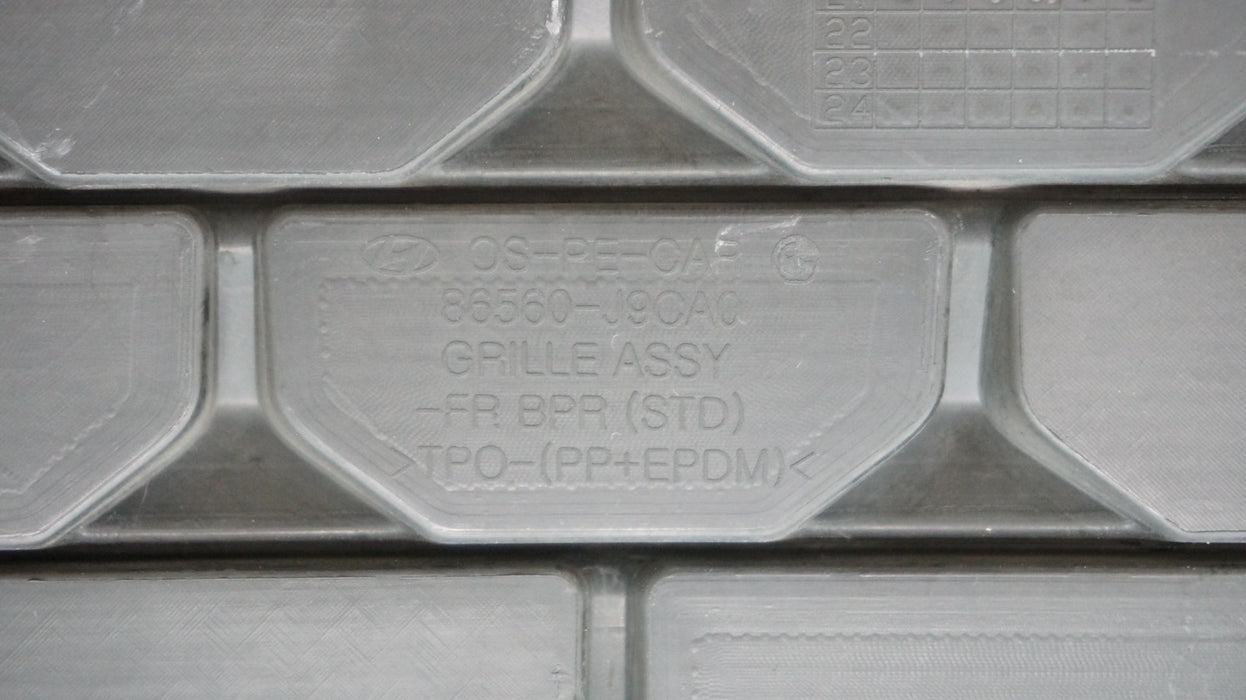 22
23
24
OS-PE-CAR
86560-J9CA0
GRILLE ASSY
-FR BPR (STD)
>TPO-(PP+EPDM)<